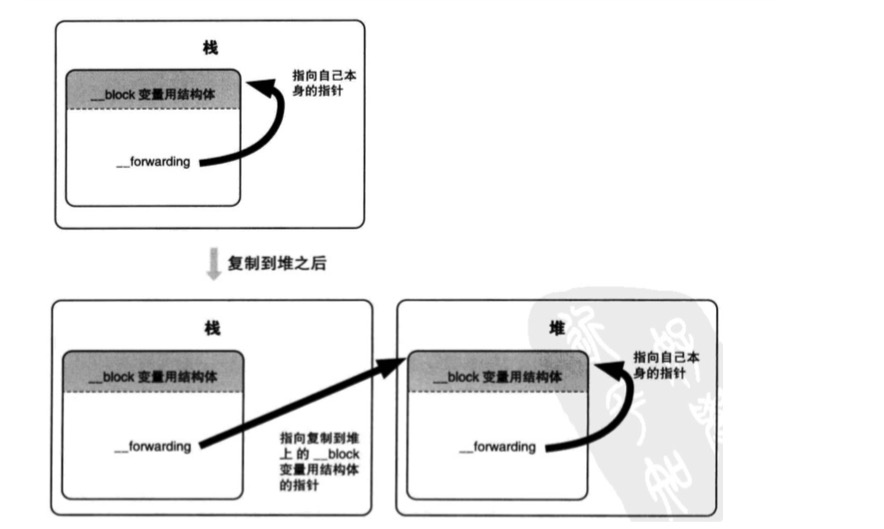 栈
__block 变量用结构体
指向自己本
身的指针
__forwarding
复制到堆之后
栈
__block 变量用结构体
__forwarding
指向复制到堆
上的 __block
变量用结构体
的指针
堆
__block 变量用结构体
指向自己本
身的指针
__forwarding